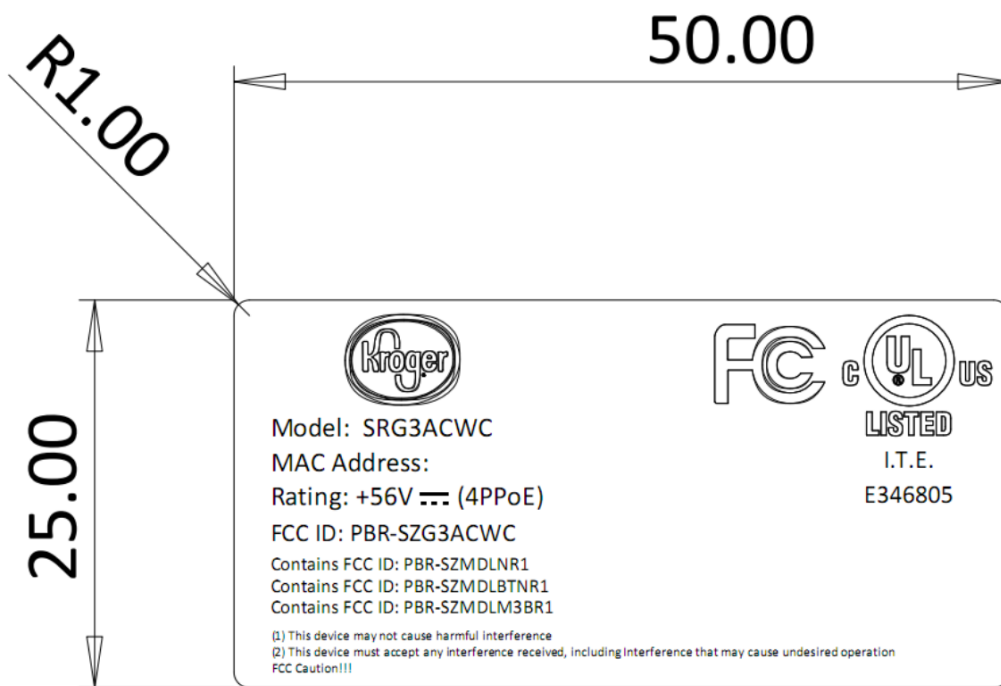 50.00
R1.00
25.00
Kroger
FC
C UL US
®
LISTED
I.T.E.
E346805
Model: SRG3ACWC
MAC Address:
Rating: +56V ⎓ (4PPoE)
FCC ID: PBR-SZG3ACWC
Contains FCC ID: PBR-SZMDLNR1
Contains FCC ID: PBR-SZMDLBTNR1
Contains FCC ID: PBR-SZMDLM3BR1
(1) This device may not cause harmful interference
(2) This device must accept any interference received, including Interference that may cause undesired operation
FCC Caution!!!